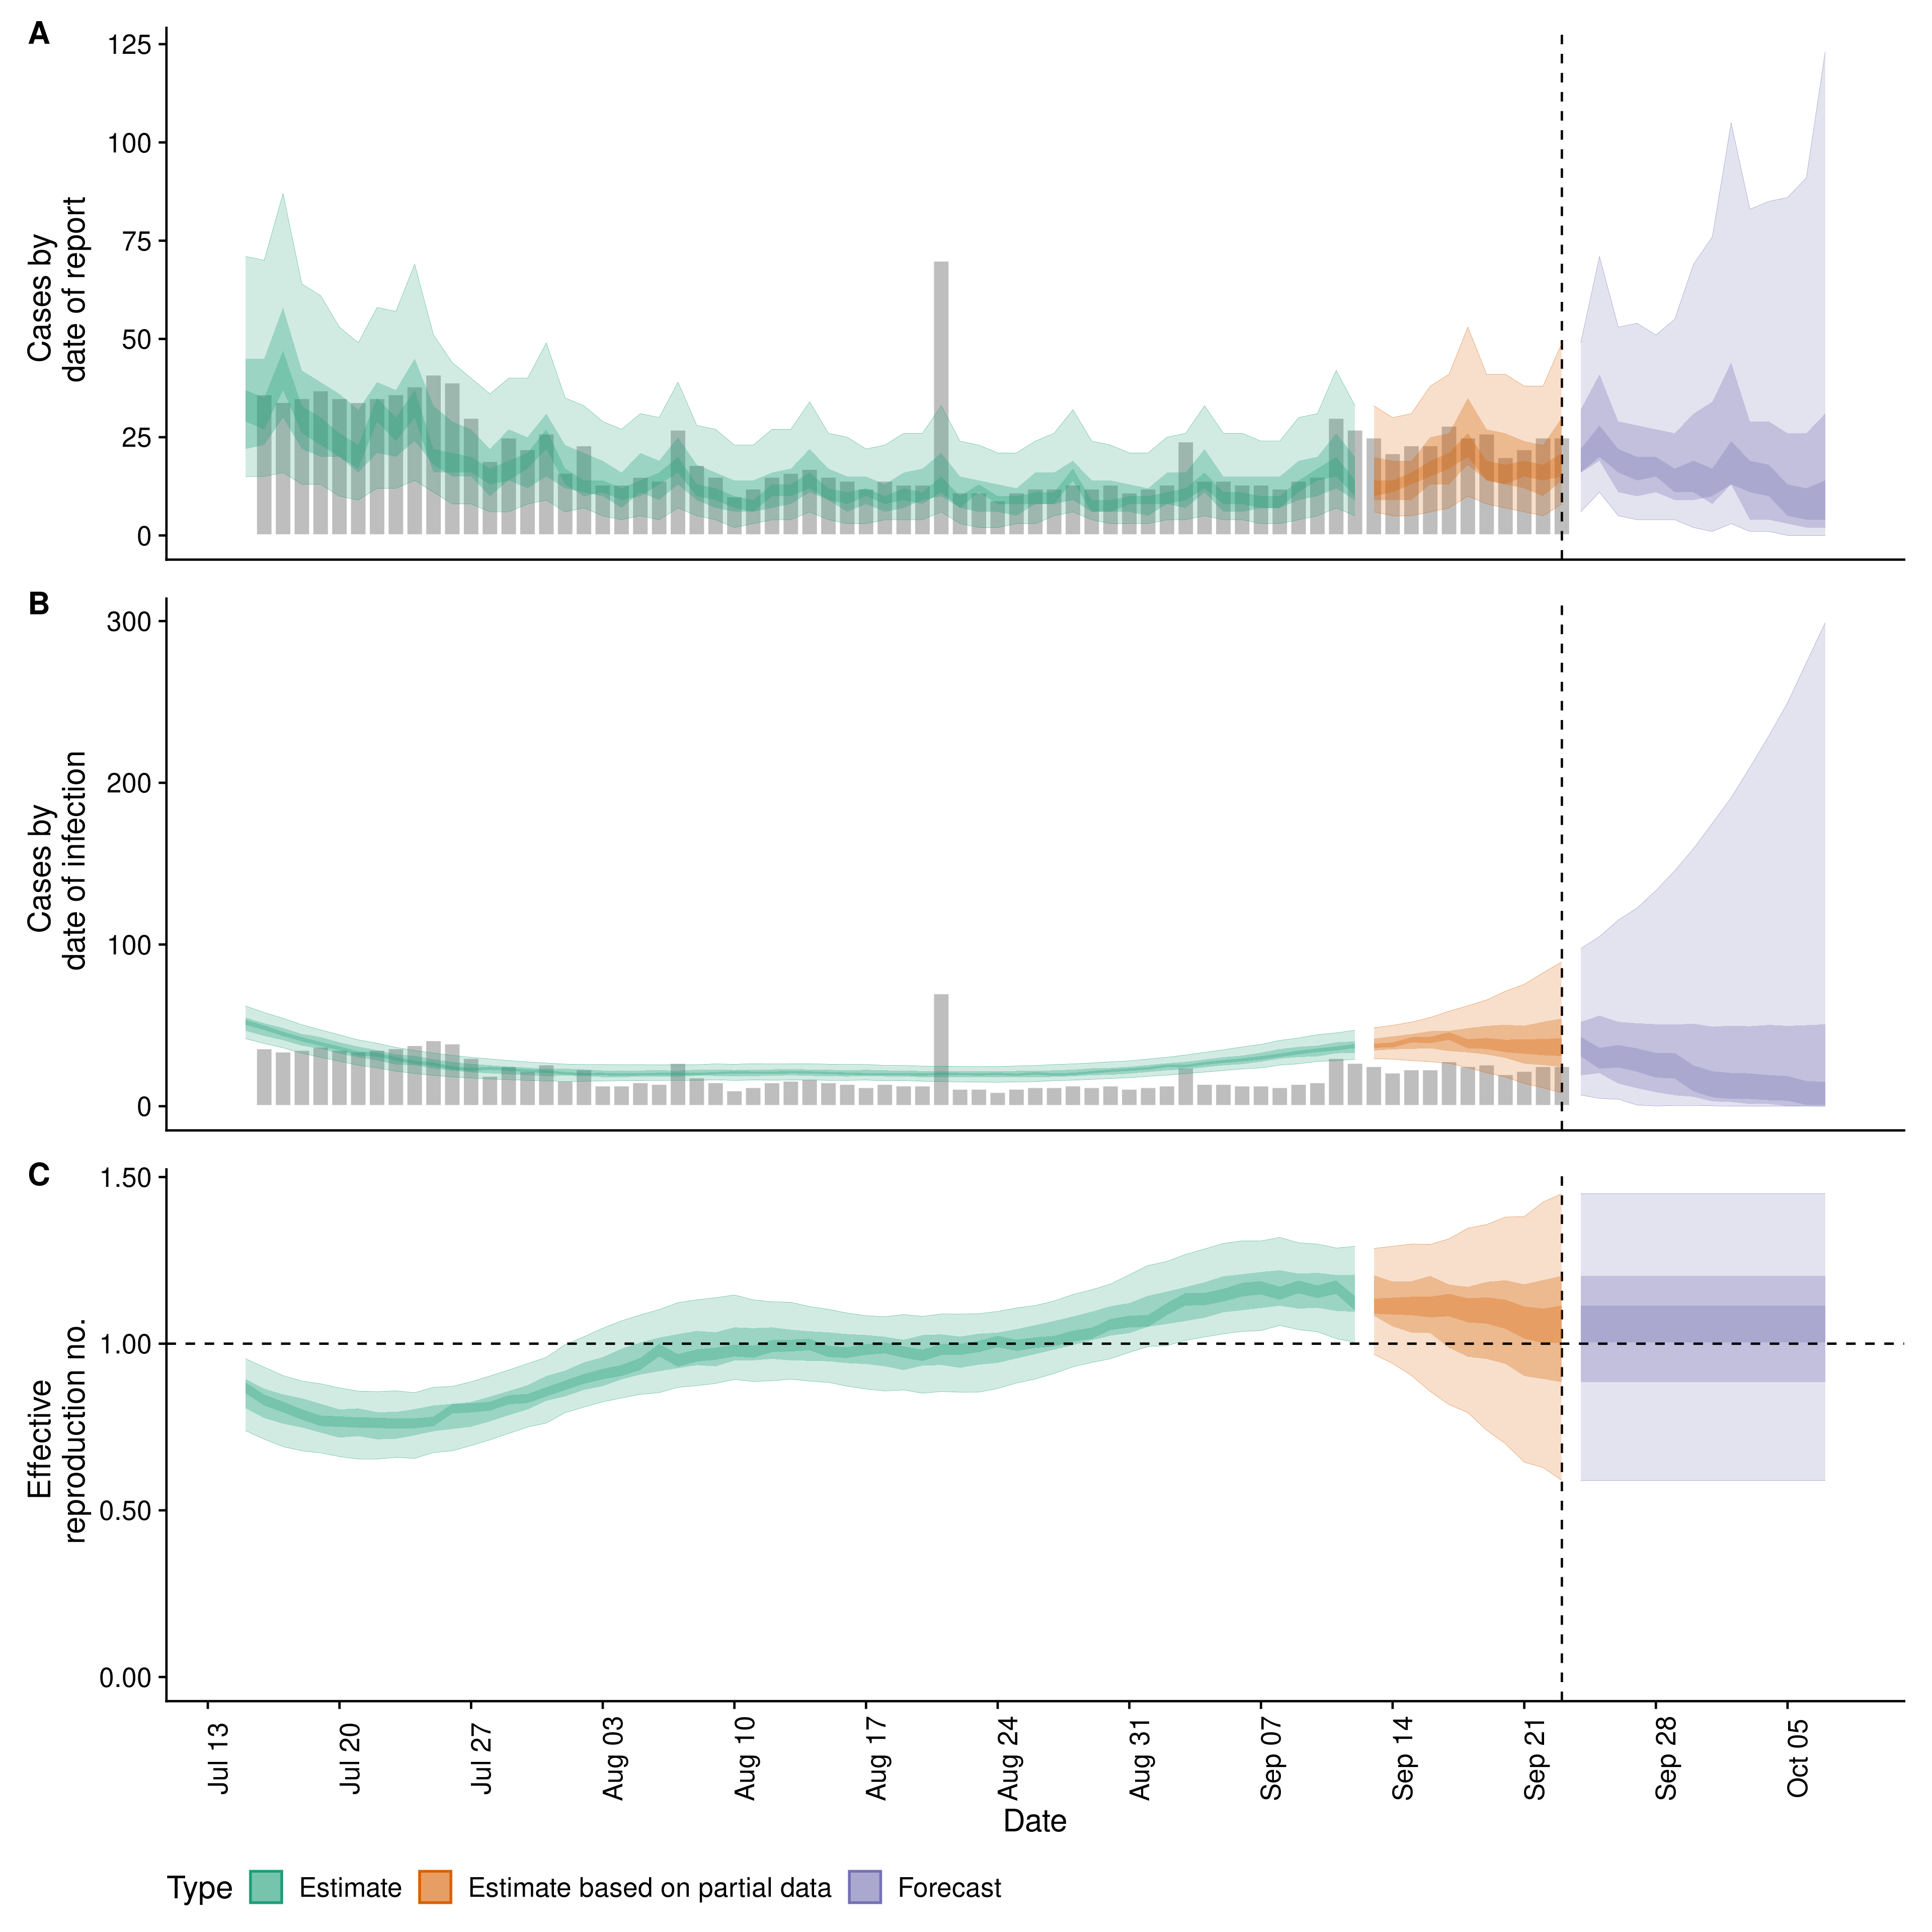 A
125
100
75
50
25
0
Cases by
date of report
B
300
200
100
0
Cases by
date of infection
C
1.50
1.00
0.50
0.00
Effective
reproduction no.
Jul 13
Jul 20
Jul 27
Aug 03
Aug 10
Aug 17
Aug 24
Aug 31
Sep 07
Sep 14
Sep 21
Sep 28
Oct 05
Date
Type
Estimate
Estimate based on partial data
Forecast